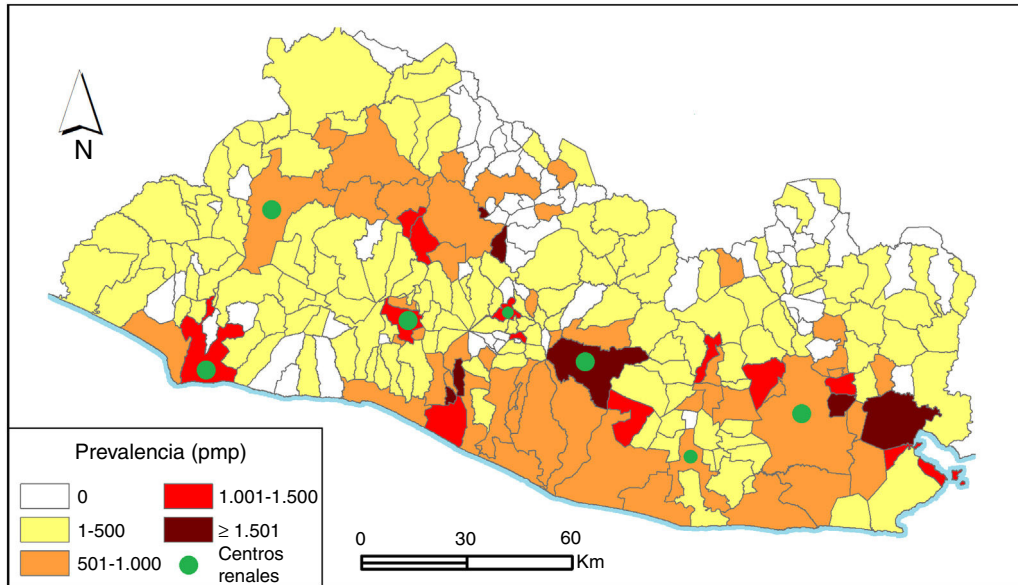 N
Prevalencia (pmp)
0
1.001-1.500
1-500
≥ 1.501
501-1.000
Centros
renales
0
30
60
Km